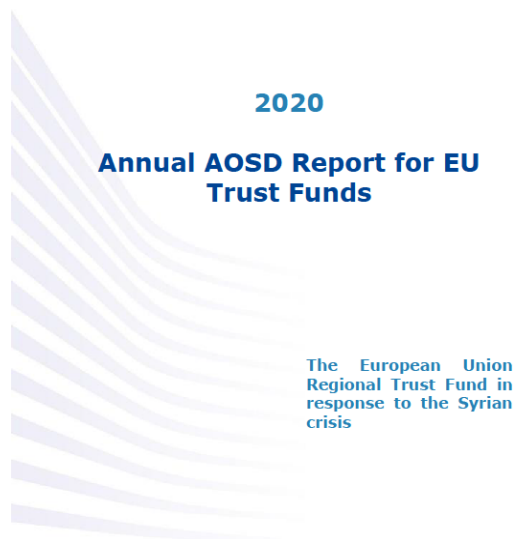 2020
Annual AOSD Report for EU
Trust Funds
The European Union
Regional Trust Fund in
response to the Syrian
crisis